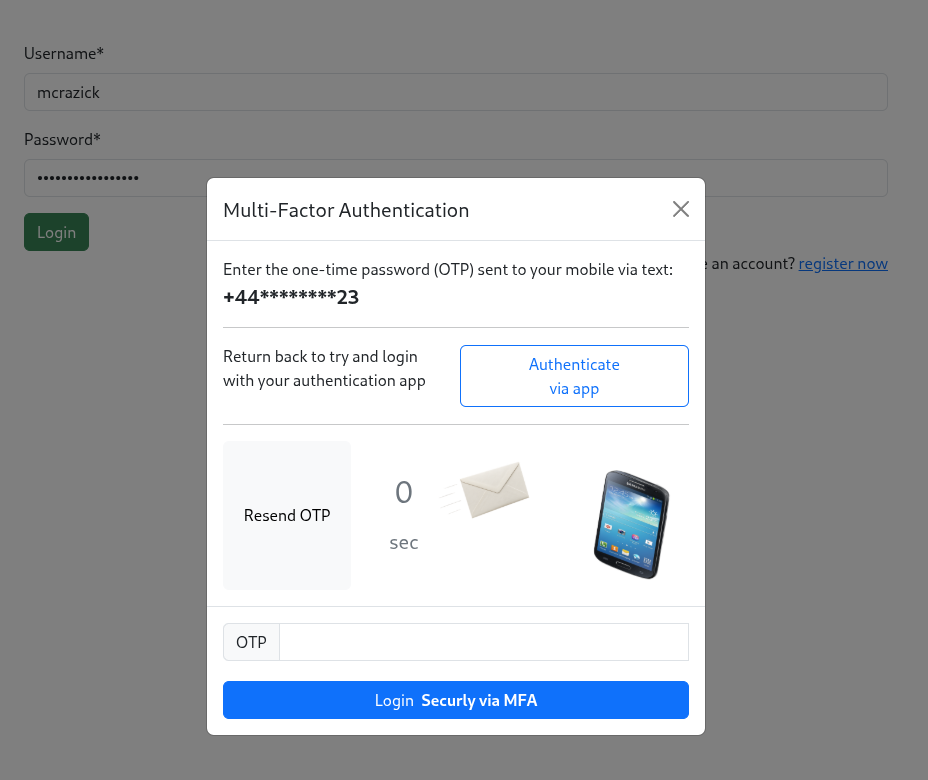 Username*
mcrazick
Password*
•••••••••••••••••
Login
Multi-Factor Authentication
e an account? register now
Enter the one-time password (OTP) sent to your mobile via text:
+44********23
Return back to try and login
with your authentication app
Authenticate
via app
Resend OTP
0
sec
OTP
Login Securly via MFA